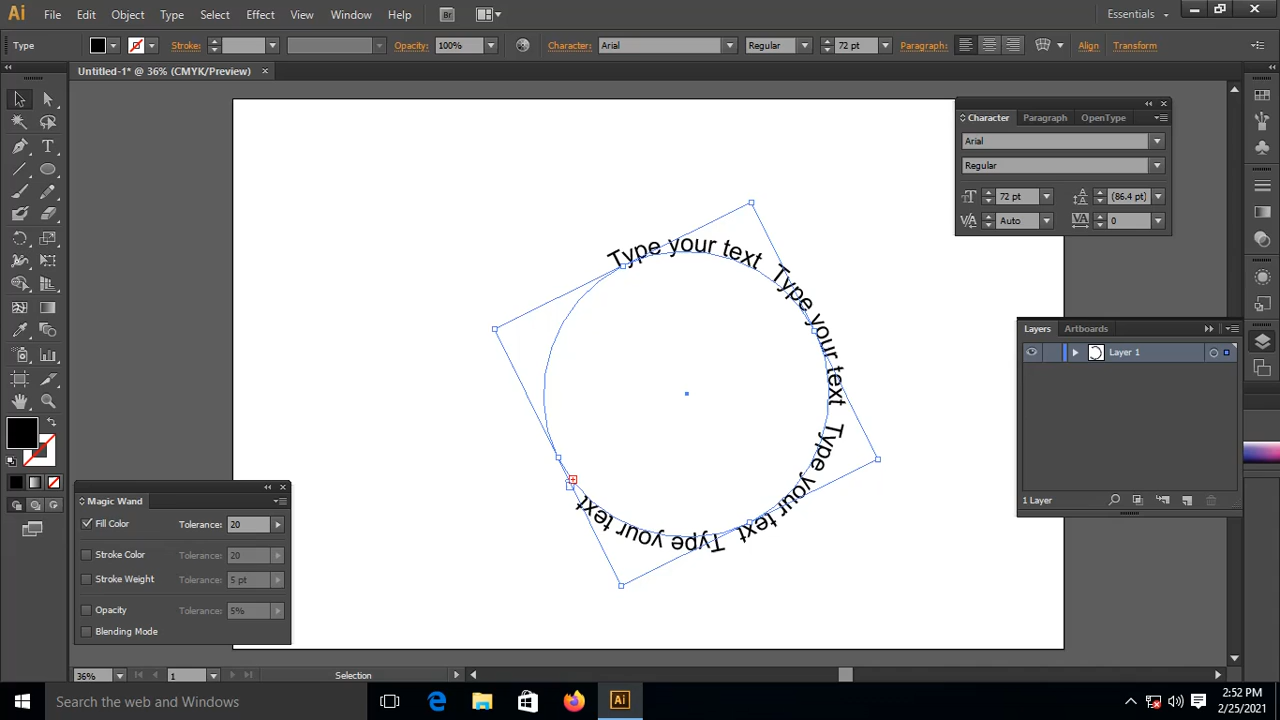 Ai File Edit Object Type Select Effect View Window Help Br Essentials
Type Stroke: Opacity: 100% Character: Arial Regular 72 pt Paragraph: Align Transform
Untitled-1* @ 36% (CMYK/Preview)
Character Paragraph OpenType
Arial
Regular
72 pt (86.4 pt)
Auto 0
Type your text Type your text Type your text Type your text
Layers Artboards
Layer 1
1 Layer
Magic Wand
Fill Color Tolerance: 20
Stroke Color Tolerance: 20
Stroke Weight Tolerance: 5 pt
Opacity Tolerance: 5%
Blending Mode
36% 1 Selection
Search the web and Windows
Ai
2:52 PM
2/25/2021